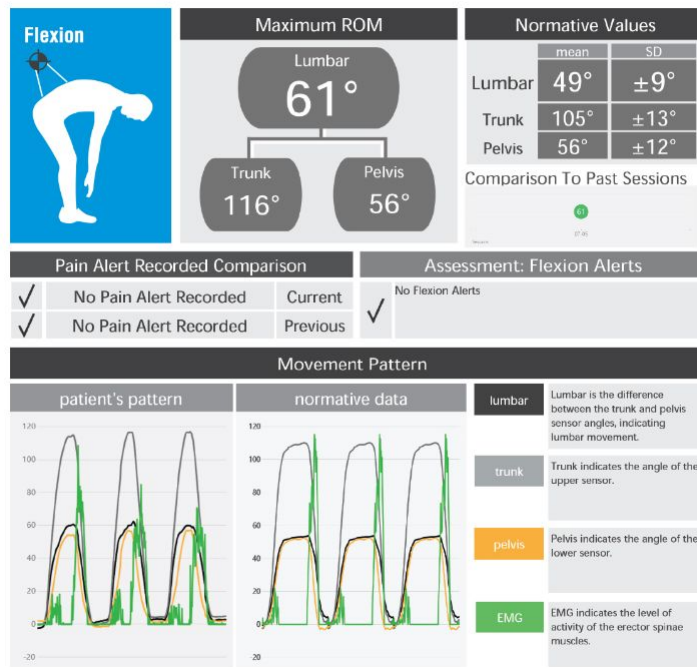 Flexion
Maximum ROM
Lumbar
61°
Trunk
116°
Pelvis
56°
Normative Values
mean SD
Lumbar 49° ±9°
Trunk 105° ±13°
Pelvis 56° ±12°
Comparison To Past Sessions
61
Pain Alert Recorded Comparison
✓ No Pain Alert Recorded Current
✓ No Pain Alert Recorded Previous
Assessment: Flexion Alerts
✓ No Flexion Alerts
Movement Pattern
patient's pattern
120
100
80
60
40
20
0
-20
normative data
120
100
80
60
40
20
0
20
lumbar
Lumbar is the difference
between the trunk and pelvis
sensor angles, indicating
lumbar movement.
trunk
Trunk indicates the angle of the
upper sensor.
pelvis
Pelvis indicates the angle of the
lower sensor.
EMG
EMG indicates the level of
activity of the erector spinae
muscles.